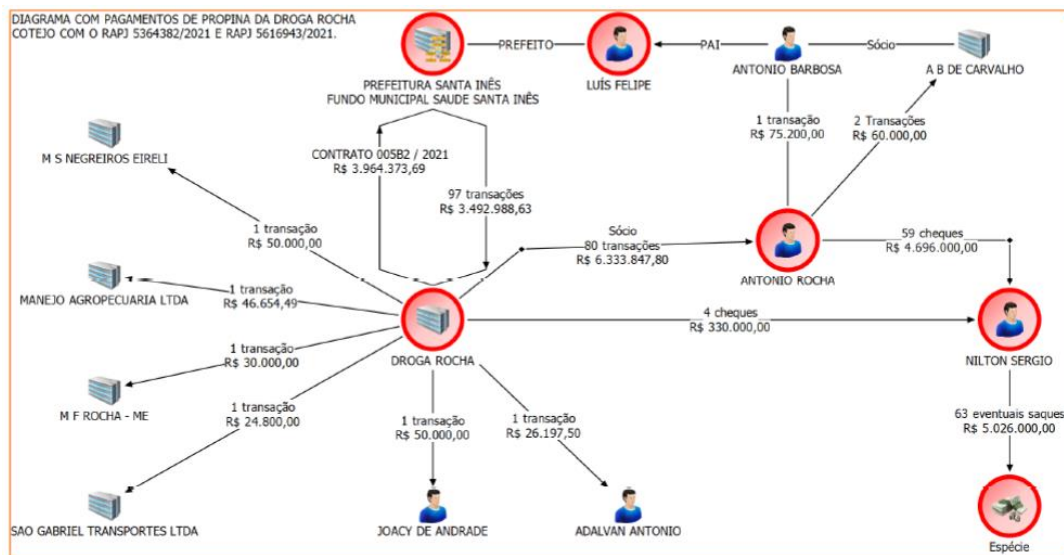 DIAGRAMA COM PAGAMENTOS DE PROPINA DA DROGA ROCHA
COTEJO COM O RAPJ 5364382/2021 E RAPJ 5616943/2021.
PREFEITO
PAI
Sócio
PREFEITURA SANTA INÊS
FUNDO MUNICIPAL SAUDE SANTA INÊS
LUÍS FELIPE
ANTONIO BARBOSA
A B DE CARVALHO
M S NEGREIROS EIRELI
CONTRATO 005B2 / 2021
R$ 3.964.373,69
97 transações
R$ 3.492.988,63
1 transação
R$ 75.200,00
2 Transações
R$ 60.000,00
1 transação
R$ 50.000,00
Sócio
80 transações
R$ 6.333.847,80
59 cheques
R$ 4.696.000,00
ANTONIO ROCHA
MANEJO AGROPECUARIA LTDA
1 transação
R$ 46.654,49
4 cheques
R$ 330.000,00
DROGA ROCHA
NILTON SERGIO
1 transação
R$ 30.000,00
M F ROCHA - ME
1 transação
R$ 24.800,00
1 transação
R$ 50.000,00
1 transação
R$ 26.197,50
63 eventuais saques
R$ 5.026.000,00
SAO GABRIEL TRANSPORTES LTDA
JOACY DE ANDRADE
ADALVAN ANTONIO
Espécie